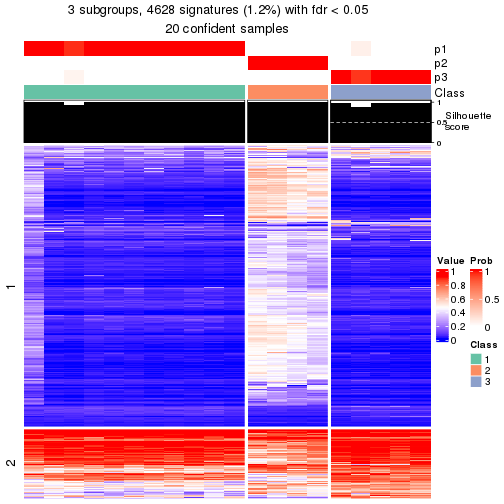 3 subgroups, 4628 signatures (1.2%) with fdr < 0.05
20 confident samples
p1
p2
p3
Class
1
0.5
0
Silhouette
score
1
2
Value
1
0.8
0.6
0.4
0.2
0
Prob
1
0.5
0
Class
1
2
3